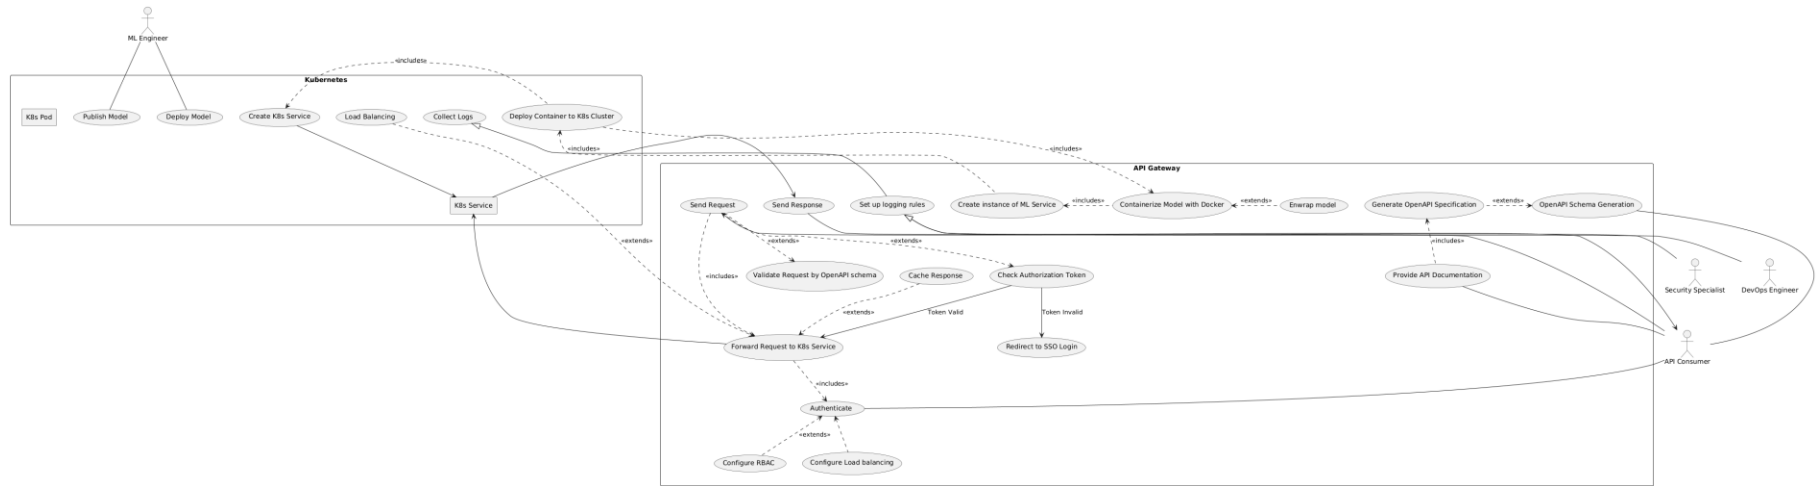 ML Engineer
«includes»
Kubernetes
K8s Pod
Publish Model
Deploy Model
Create K8s Service
Load Balancing
Collect Logs
Deploy Container to K8s Cluster
«includes»
«includes»
API Gateway
K8s Service
Send Request
Send Response
Set up logging rules
Create instance of ML Service
«includes»
Containerize Model with Docker
«extends»
Enwrap model
Generate OpenAPI Specification
«extends»
OpenAPI Schema Generation
«extends»
«extends»
«extends»
«includes»
«includes»
Validate Request by OpenAPI schema
Cache Response
Check Authorization Token
Provide API Documentation
Security Specialist
DevOps Engineer
«extends»
Token Valid
Token Invalid
Forward Request to K8s Service
Redirect to SSO Login
API Consumer
«includes»
Authenticate
«extends»
Configure RBAC
Configure Load balancing